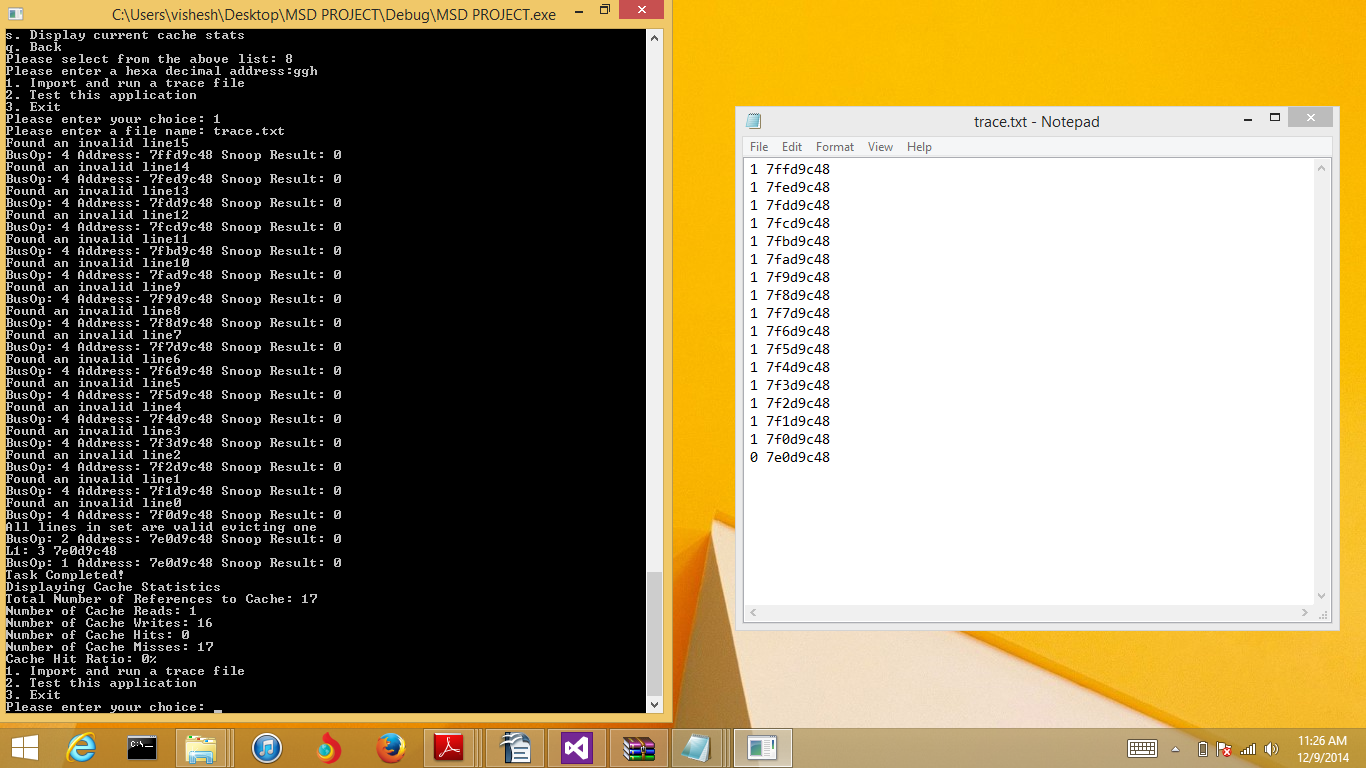 C:\Users\vishesh\Desktop\MSD PROJECT\Debug\MSD PROJECT.exe
s. Display current cache stats
q. Back
Please select from the above list: 8
Please enter a hexa decimal address:ggh
1. Import and run a trace file
2. Test this application
3. Exit
Please enter your choice: 1
Please enter a file name: trace.txt
Found an invalid line15
BusOp: 4 Address: 7ffd9c48 Snoop Result: 0
Found an invalid line14
BusOp: 4 Address: 7fed9c48 Snoop Result: 0
Found an invalid line13
BusOp: 4 Address: 7fdd9c48 Snoop Result: 0
Found an invalid line12
BusOp: 4 Address: 7fcd9c48 Snoop Result: 0
Found an invalid line11
BusOp: 4 Address: 7fbd9c48 Snoop Result: 0
Found an invalid line10
BusOp: 4 Address: 7fad9c48 Snoop Result: 0
Found an invalid line9
BusOp: 4 Address: 7f9d9c48 Snoop Result: 0
Found an invalid line8
BusOp: 4 Address: 7f8d9c48 Snoop Result: 0
Found an invalid line7
BusOp: 4 Address: 7f7d9c48 Snoop Result: 0
Found an invalid line6
BusOp: 4 Address: 7f6d9c48 Snoop Result: 0
Found an invalid line5
BusOp: 4 Address: 7f5d9c48 Snoop Result: 0
Found an invalid line4
BusOp: 4 Address: 7f4d9c48 Snoop Result: 0
Found an invalid line3
BusOp: 4 Address: 7f3d9c48 Snoop Result: 0
Found an invalid line2
BusOp: 4 Address: 7f2d9c48 Snoop Result: 0
Found an invalid line1
BusOp: 4 Address: 7f1d9c48 Snoop Result: 0
Found an invalid line0
BusOp: 4 Address: 7f0d9c48 Snoop Result: 0
All lines in set are valid evicting one
BusOp: 2 Address: 7e0d9c48 Snoop Result: 0
L1: 3 7e0d9c48
BusOp: 1 Address: 7e0d9c48 Snoop Result: 0
Task Completed!
Displaying Cache Statistics
Total Number of References to Cache: 17
Number of Cache Reads: 1
Number of Cache Writes: 16
Number of Cache Hits: 0
Number of Cache Misses: 17
Cache Hit Ratio: 0%
1. Import and run a trace file
2. Test this application
3. Exit
Please enter your choice: _
trace.txt - Notepad
File Edit Format View Help
1 7ffd9c48
1 7fed9c48
1 7fdd9c48
1 7fcd9c48
1 7fbd9c48
1 7fad9c48
1 7f9d9c48
1 7f8d9c48
1 7f7d9c48
1 7f6d9c48
1 7f5d9c48
1 7f4d9c48
1 7f3d9c48
1 7f2d9c48
1 7f1d9c48
1 7f0d9c48
0 7e0d9c48
C:\
11:26 AM
12/9/2014